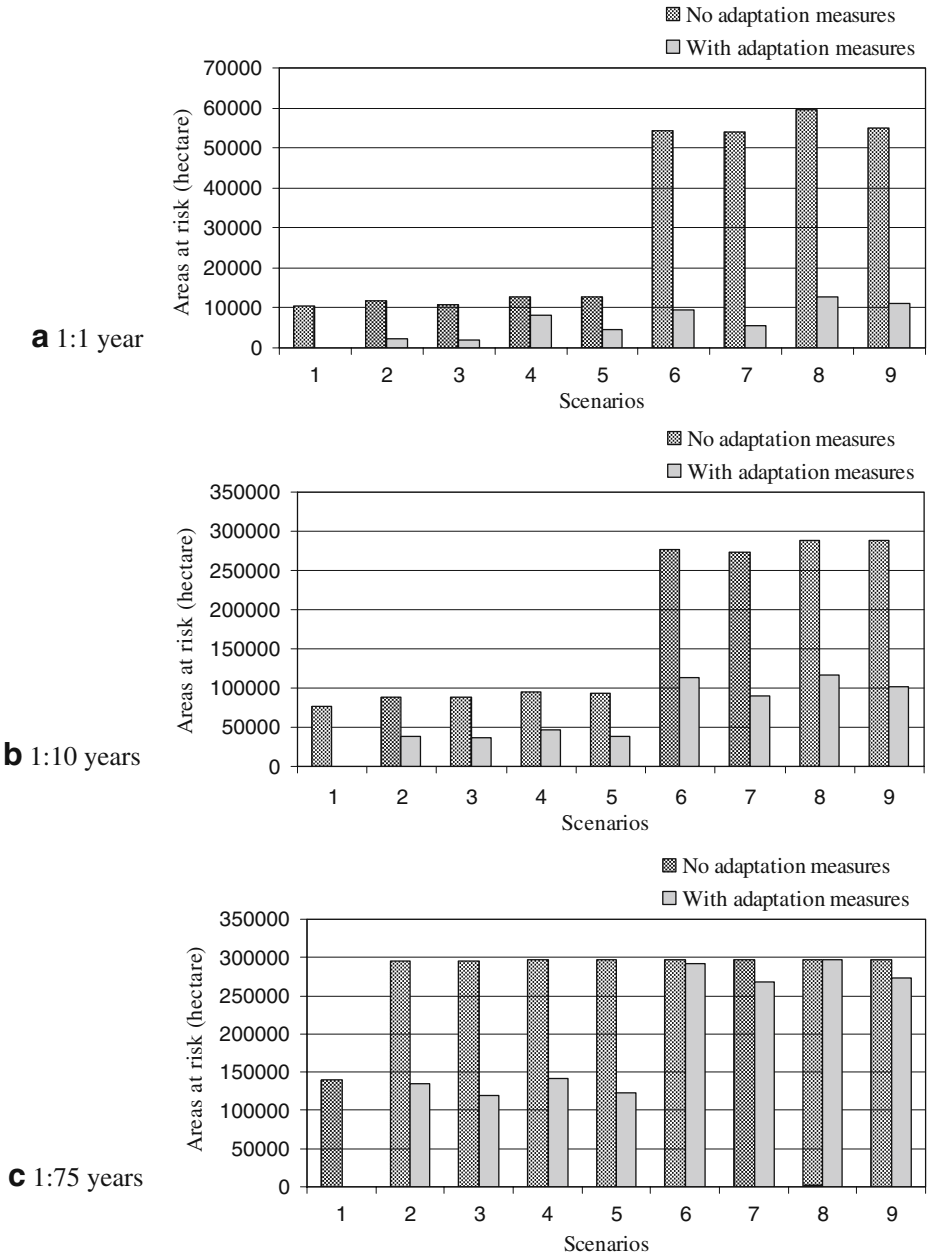 No adaptation measures
With adaptation measures
70000
60000
50000
40000
30000
20000
10000
0
Areas at risk (hectare)
1 2 3 4 5 6 7 8 9
Scenarios
a 1:1 year
No adaptation measures
With adaptation measures
350000
300000
250000
200000
150000
100000
50000
0
Areas at risk (hectare)
1 2 3 4 5 6 7 8 9
Scenarios
b 1:10 years
No adaptation measures
With adaptation measures
350000
300000
250000
200000
150000
100000
50000
0
Areas at risk (hectare)
1 2 3 4 5 6 7 8 9
Scenarios
c 1:75 years